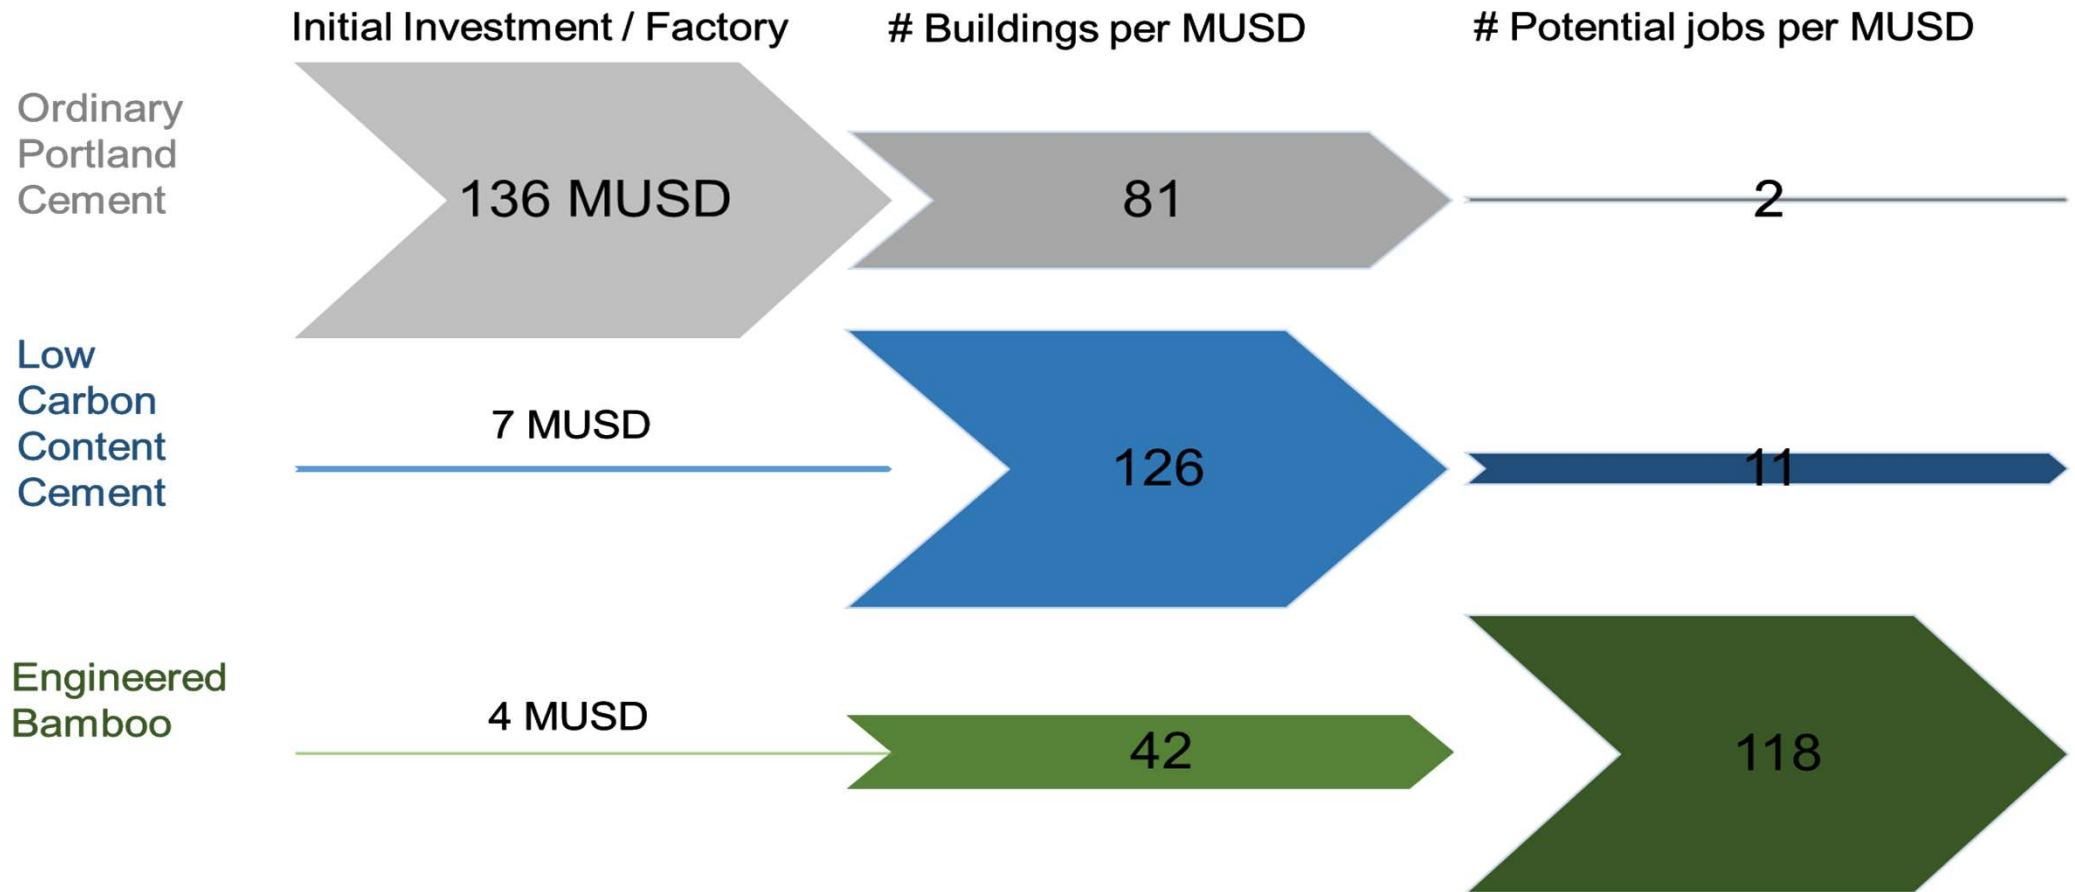 Initial Investment / Factory
# Buildings per MUSD
# Potential jobs per MUSD
Ordinary
Portland
Cement
136 MUSD
81
2
Low
Carbon
Content
Cement
7 MUSD
126
11
Engineered
Bamboo
4 MUSD
42
118